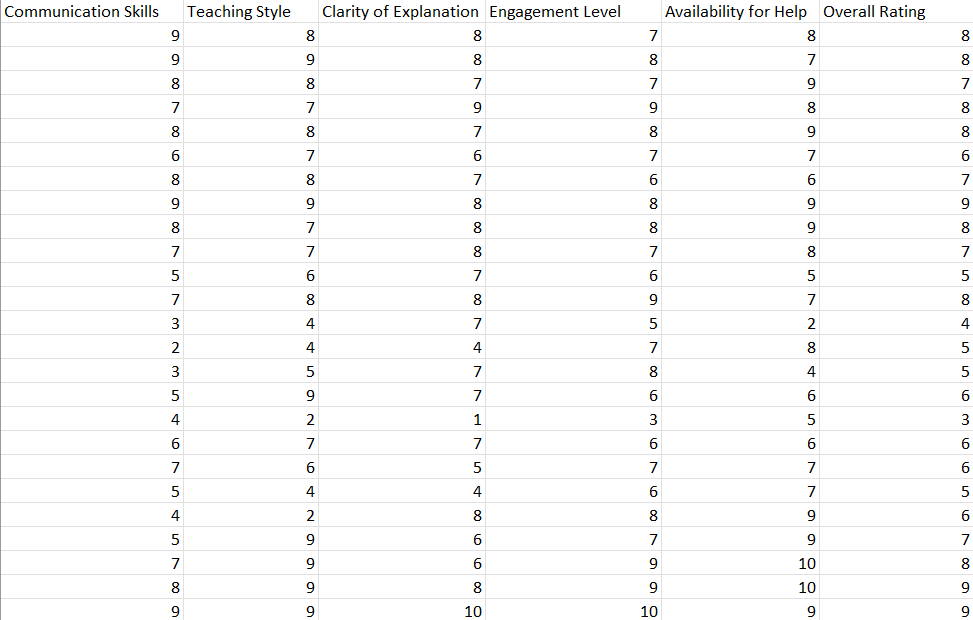 Communication Skills Teaching Style Clarity of Explanation Engagement Level Availability for Help Overall Rating
9 8 8 7 8 8
9 9 8 8 7 8
8 8 7 7 9 7
7 7 9 9 8 8
8 8 7 8 9 8
6 7 6 7 7 6
8 8 7 6 6 7
9 9 8 8 9 9
8 7 8 8 9 8
7 7 8 7 8 7
5 6 7 6 5 5
7 8 8 9 7 8
3 4 7 5 2 4
2 4 4 7 8 5
3 5 7 8 4 5
5 9 7 6 6 6
4 2 1 3 5 3
6 7 7 6 6 6
7 6 5 7 7 6
5 4 4 6 7 5
4 2 8 8 9 6
5 9 6 7 9 7
7 9 6 9 10 8
8 9 8 9 10 9
9 9 10 10 9 9